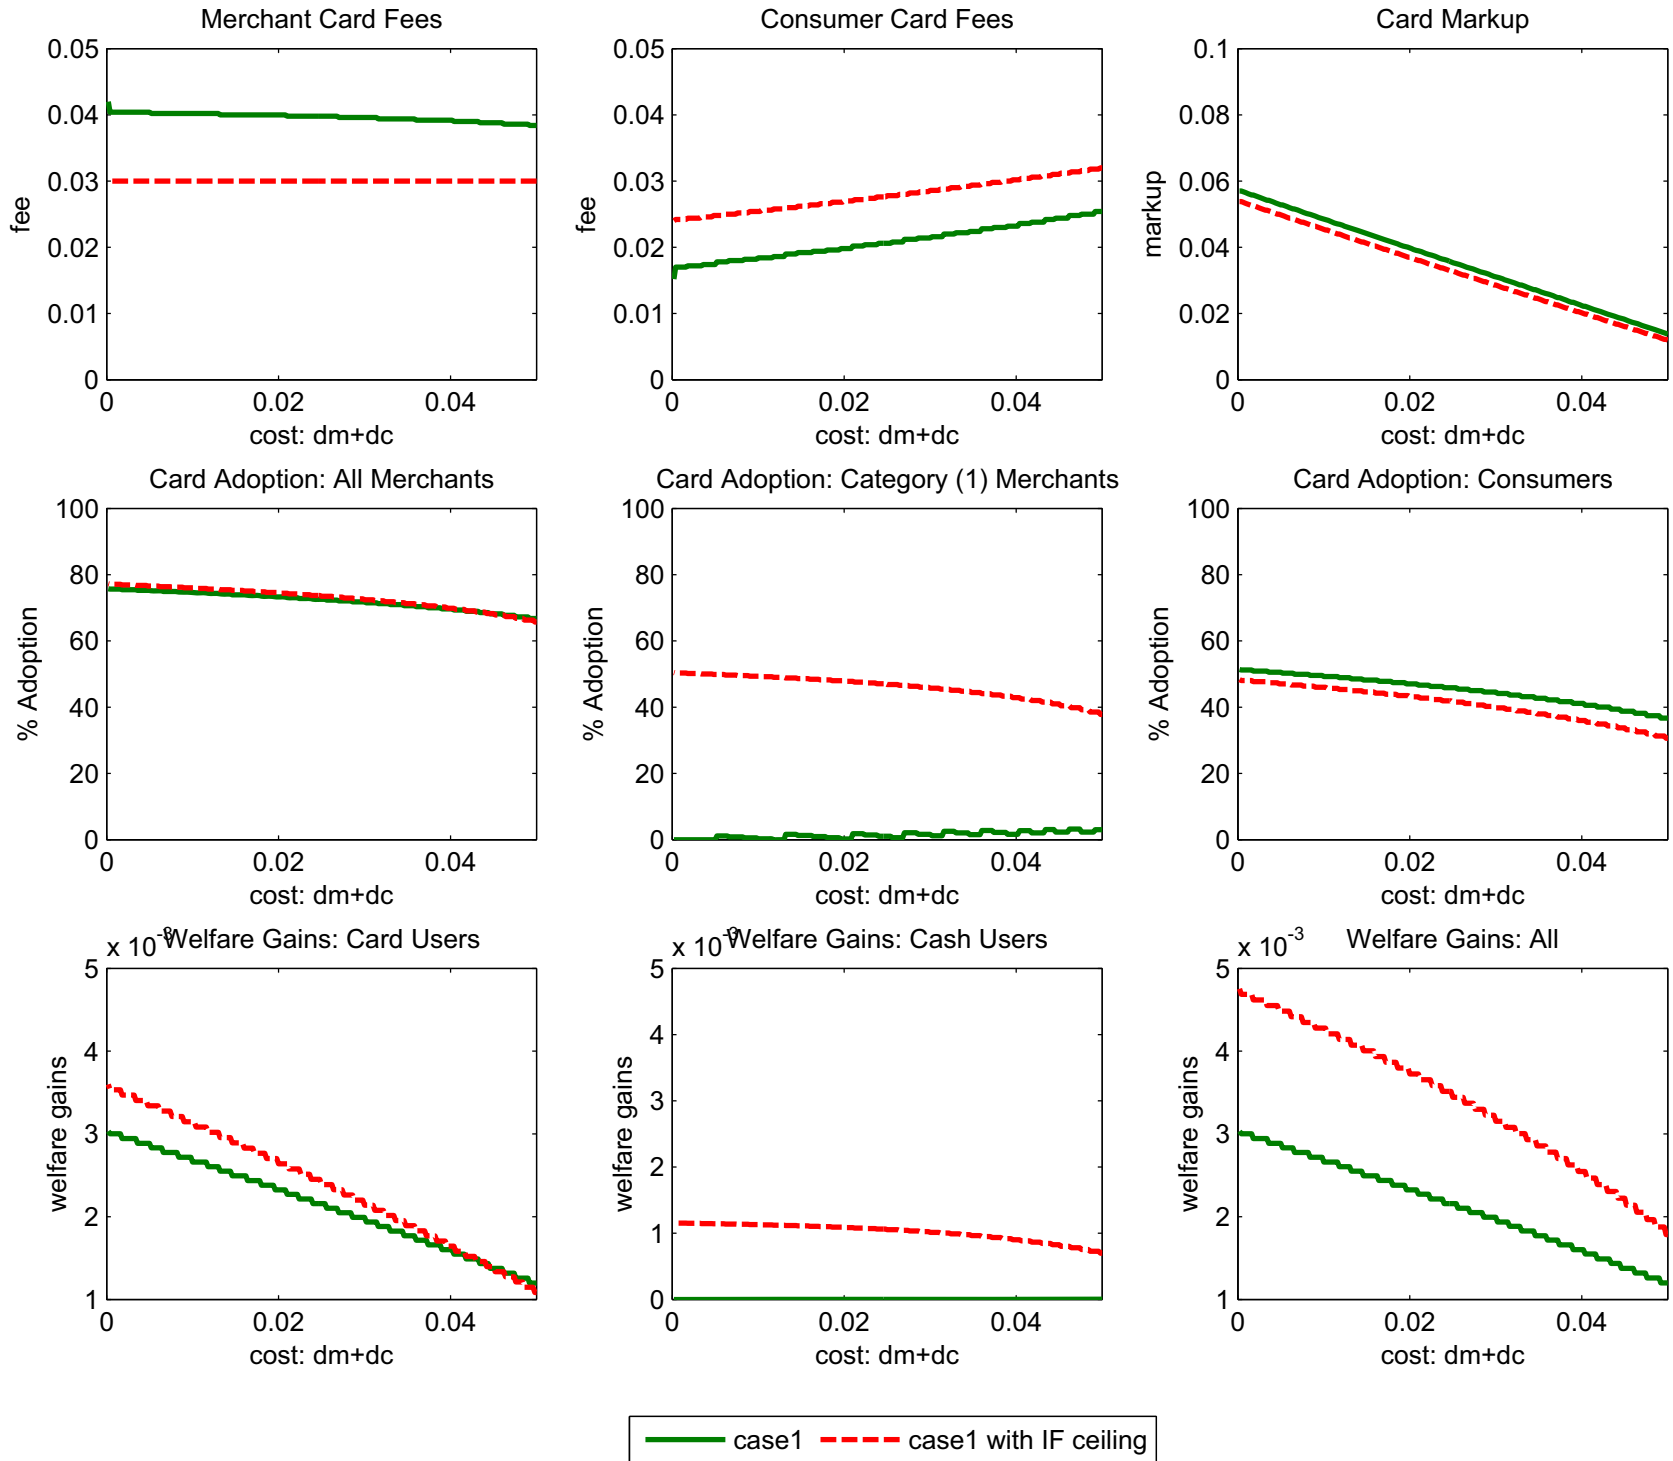 Merchant Card Fees
0.05
0.04
0.03
0.02
0.01
0
fee
0
0.02
0.04
cost: dm+dc
Consumer Card Fees
0.05
0.04
0.03
0.02
0.01
0
fee
0
0.02
0.04
cost: dm+dc
Card Markup
0.1
0.08
0.06
0.04
0.02
0
markup
0
0.02
0.04
cost: dm+dc
Card Adoption: All Merchants
100
80
60
40
20
0
% Adoption
0
0.02
0.04
cost: dm+dc
Card Adoption: Category (1) Merchants
100
80
60
40
20
0
% Adoption
0
0.02
0.04
cost: dm+dc
Card Adoption: Consumers
100
80
60
40
20
0
% Adoption
0
0.02
0.04
cost: dm+dc
x 10^-3
Welfare Gains: Card Users
5
4
3
2
1
welfare gains
0
0.02
0.04
cost: dm+dc
x 10^-3
Welfare Gains: Cash Users
5
4
3
2
1
0
welfare gains
0
0.02
0.04
cost: dm+dc
x 10^-3
Welfare Gains: All
5
4
3
2
1
welfare gains
0
0.02
0.04
cost: dm+dc
case1
case1 with IF ceiling